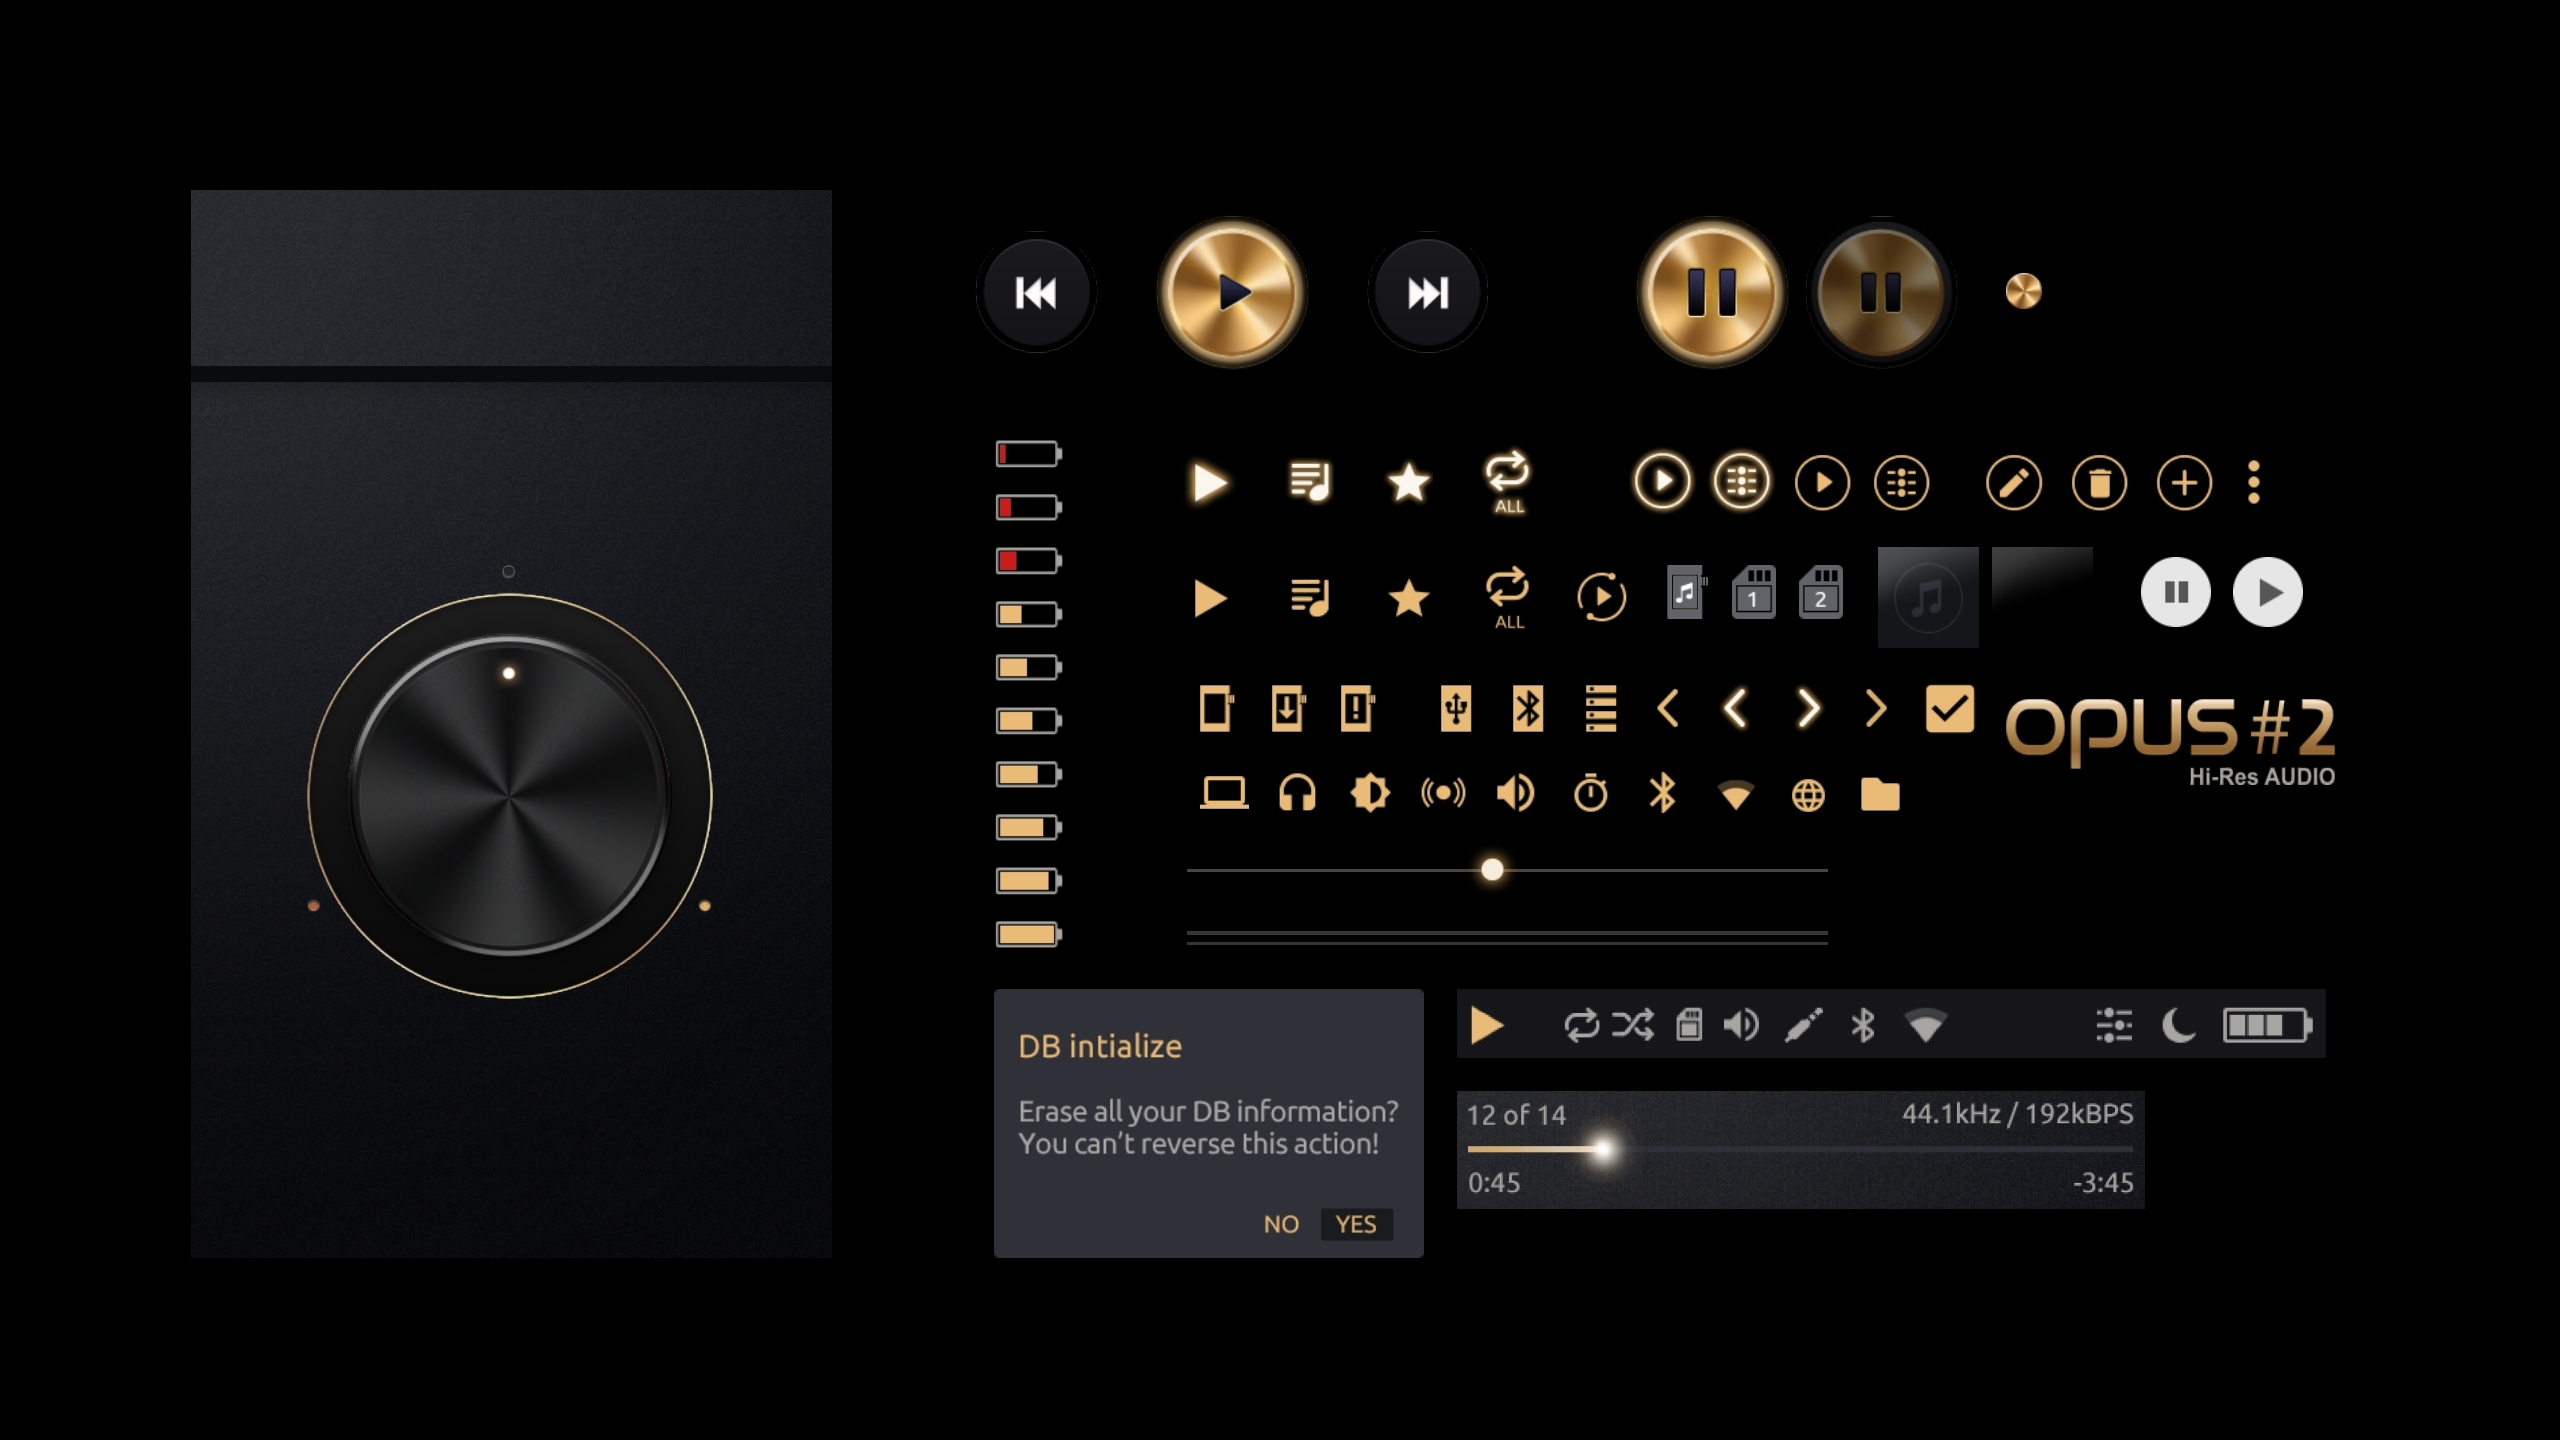 ALL
ALL
1
2
OPUS #2
Hi-Res AUDIO
DB intialize
Erase all your DB information?
You can't reverse this action!
NO YES
12 of 14 44.1kHz / 192kBPS
0:45 -3:45